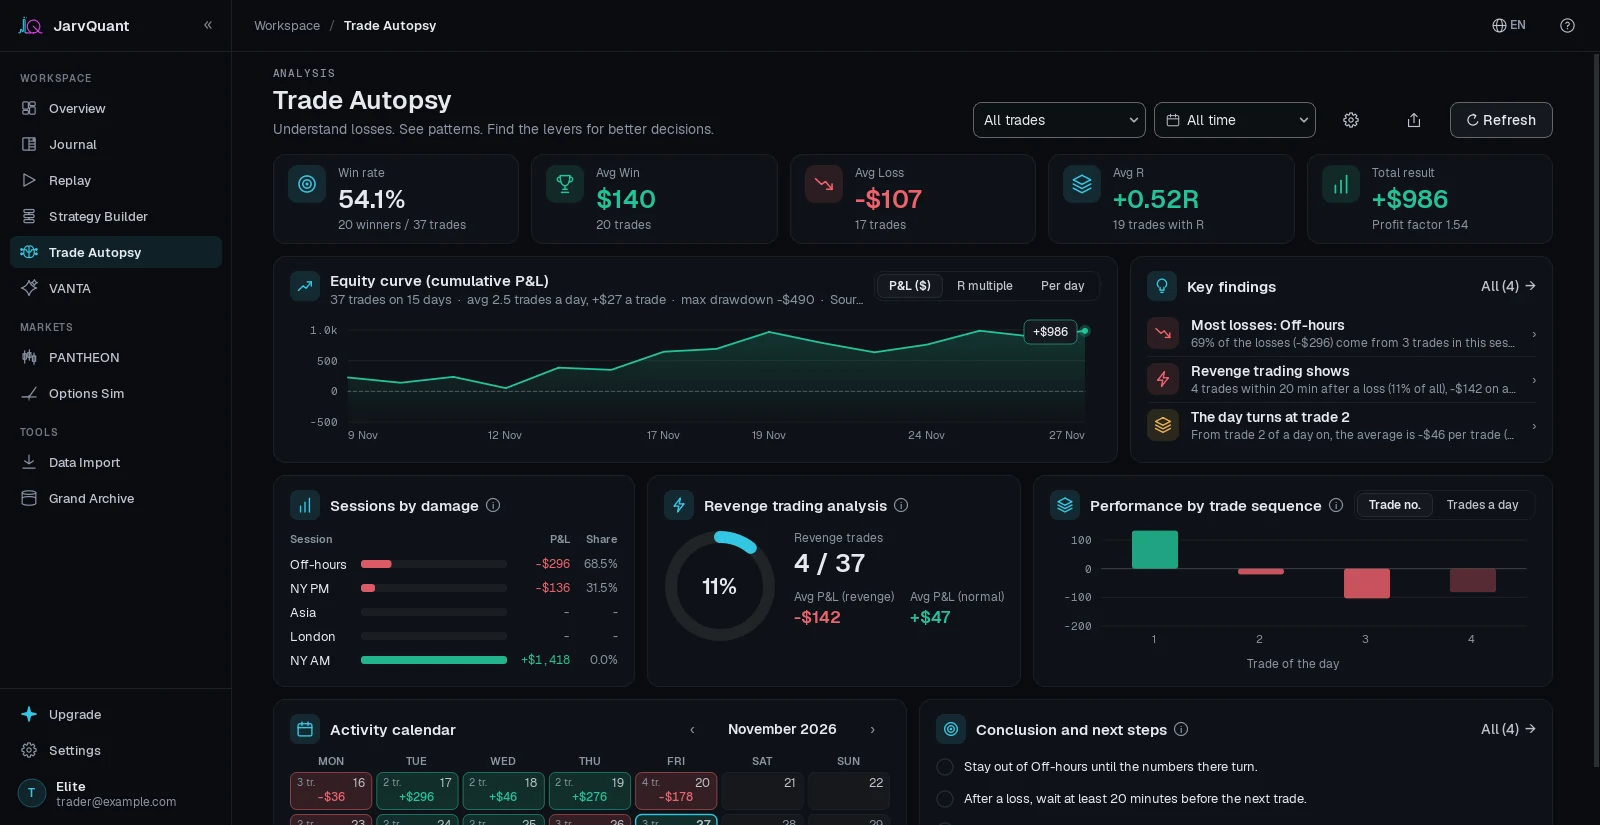 JarvQuant
«
Workspace / Trade Autopsy
EN
WORKSPACE
Overview
Journal
Replay
Strategy Builder
Trade Autopsy
VANTA
MARKETS
PANTHEON
Options Sim
TOOLS
Data Import
Grand Archive
Upgrade
Settings
T
Elite
trader@example.com
ANALYSIS
Trade Autopsy
Understand losses. See patterns. Find the levers for better decisions.
All trades
All time
Refresh
Win rate
54.1%
20 winners / 37 trades
Avg Win
$140
20 trades
Avg Loss
-$107
17 trades
Avg R
+0.52R
19 trades with R
Total result
+$986
Profit factor 1.54
Equity curve (cumulative P&L)
37 trades on 15 days · avg 2.5 trades a day, +$27 a trade · max drawdown -$490 · Sour…
P&L ($) R multiple Per day
1.0k
500
0
-500
+$986
9 Nov 12 Nov 17 Nov 19 Nov 24 Nov 27 Nov
Key findings
All (4) →
Most losses: Off-hours
69% of the losses (-$296) come from 3 trades in this ses…
Revenge trading shows
4 trades within 20 min after a loss (11% of all), -$142 on a…
The day turns at trade 2
From trade 2 of a day on, the average is -$46 per trade (…
Sessions by damage
Session P&L Share
Off-hours -$296 68.5%
NY PM -$136 31.5%
Asia - -
London - -
NY AM +$1,418 0.0%
Revenge trading analysis
11%
Revenge trades
4 / 37
Avg P&L (revenge) Avg P&L (normal)
-$142 +$47
Performance by trade sequence
Trade no. Trades a day
100
0
-100
-200
1 2 3 4
Trade of the day
Activity calendar
‹ November 2026 ›
MON TUE WED THU FRI SAT SUN
3 tr. 16 2 tr. 17 2 tr. 18 2 tr. 19 4 tr. 20 21 22
-$36 +$296 +$46 +$276 -$178
23 24 25 26 27 28 29
Conclusion and next steps
All (4) →
Stay out of Off-hours until the numbers there turn.
After a loss, wait at least 20 minutes before the next trade.